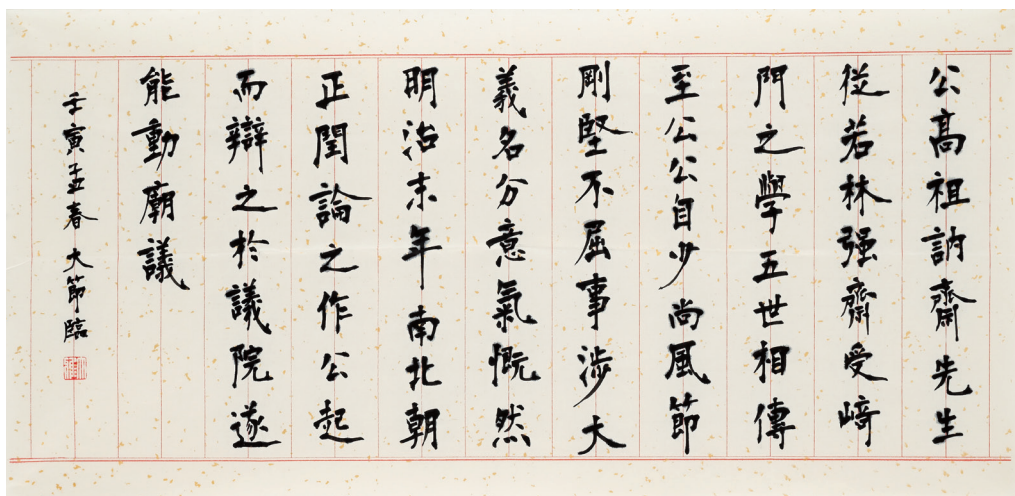 公高祖訥齋先生
從若林强齋受﨑
門之學五世相傳
至公公自少尚風節
剛堅不屈事涉大
義名分意氣慨然
明治末年南北朝
正閏論之作公起
而辯之於議院遂
能動廟議
壬寅孟春 大節臨